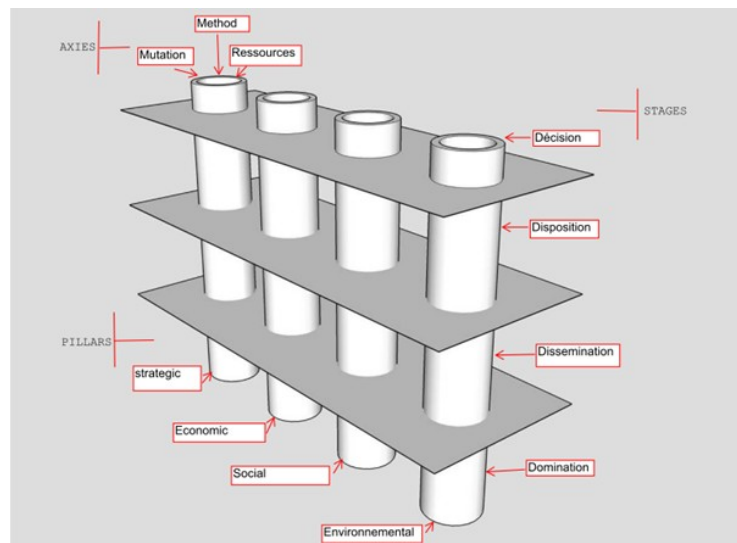 Method
AXIES
Mutation
Ressources
STAGES
Décision
Disposition
PILLARS
Dissemination
strategic
Economic
Social
Domination
Environnemental